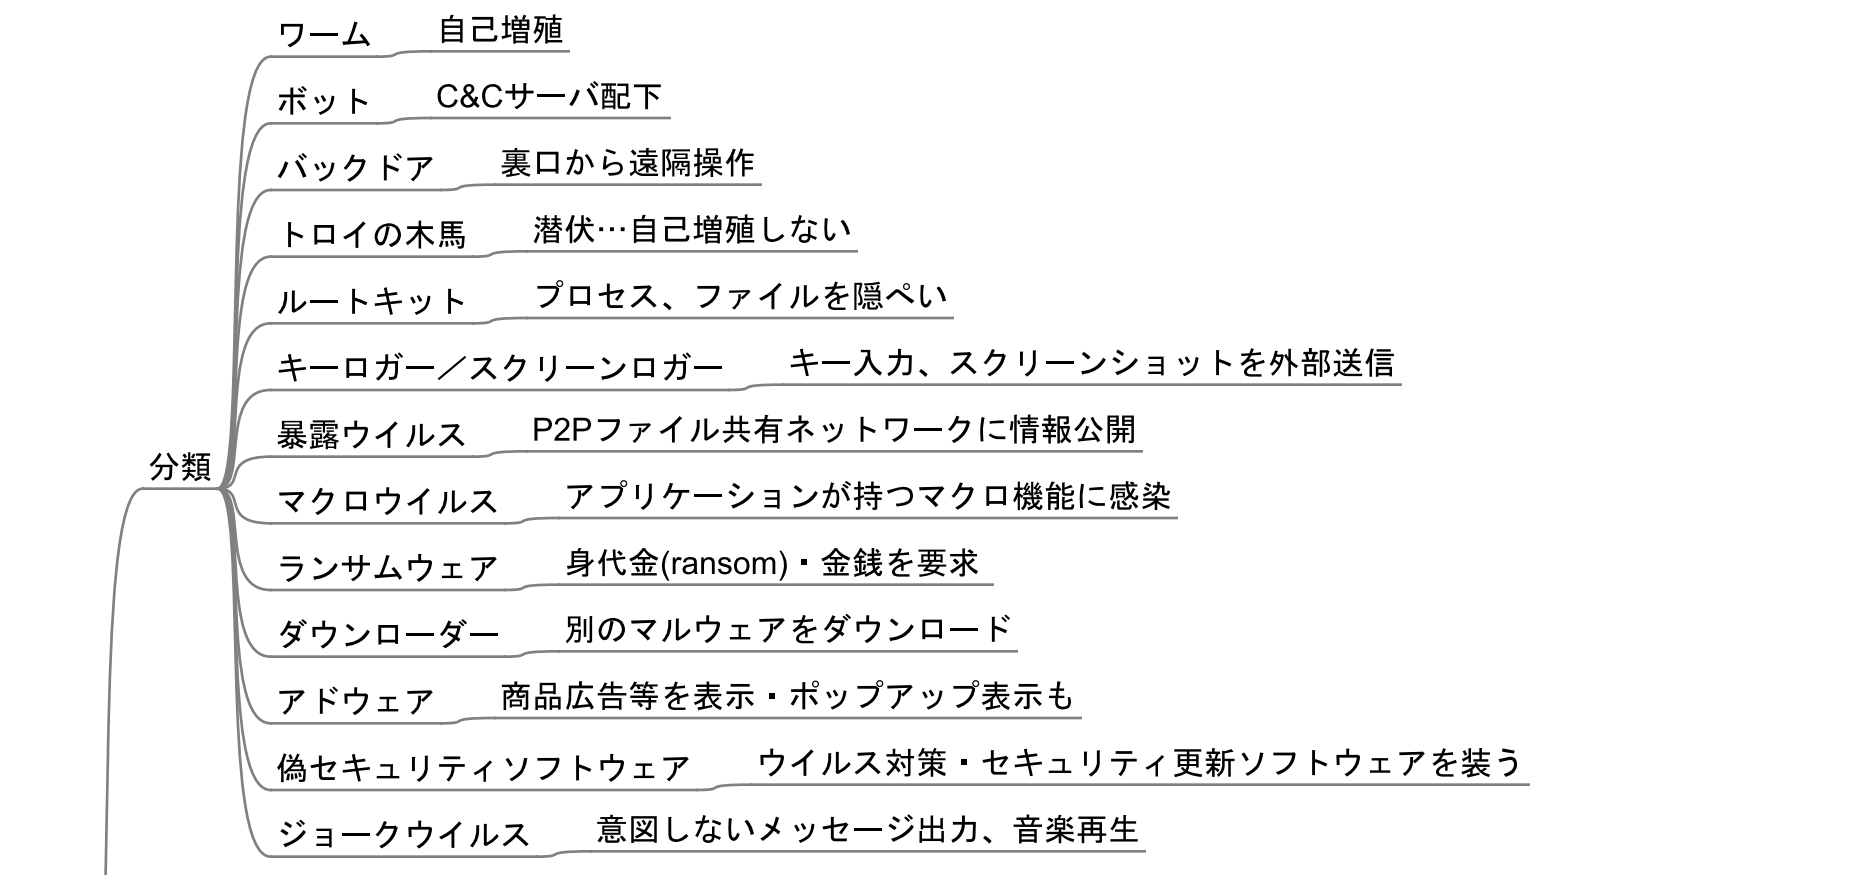 ワーム 自己増殖
ボット C&Cサーバ配下
バックドア 裏口から遠隔操作
トロイの木馬 潜伏…自己増殖しない
ルートキット プロセス、ファイルを隠ぺい
キーロガー／スクリーンロガー キー入力、スクリーンショットを外部送信
暴露ウイルス P2Pファイル共有ネットワークに情報公開
分類
マクロウイルス アプリケーションが持つマクロ機能に感染
ランサムウェア 身代金(ransom)・金銭を要求
ダウンローダー 別のマルウェアをダウンロード
アドウェア 商品広告等を表示・ポップアップ表示も
偽セキュリティソフトウェア ウイルス対策・セキュリティ更新ソフトウェアを装う
ジョークウイルス 意図しないメッセージ出力、音楽再生